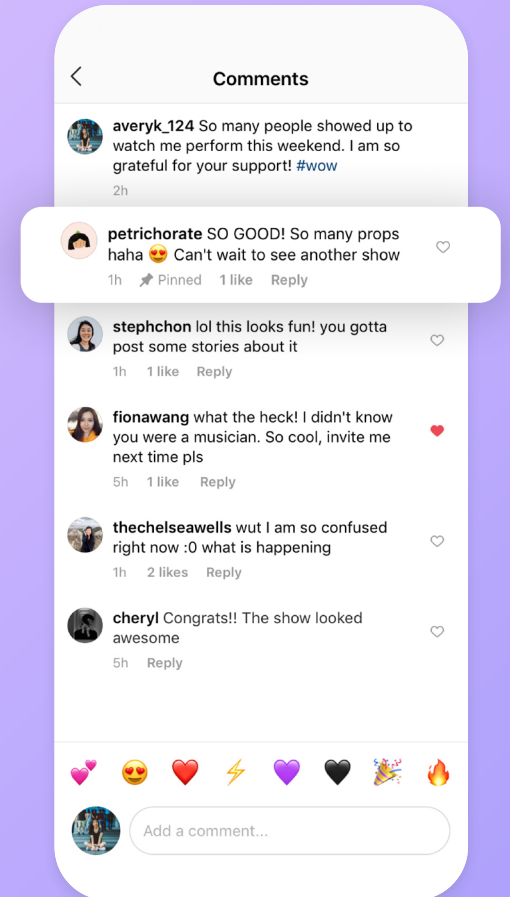 Comments
averyk_124 So many people showed up to
watch me perform this weekend. I am so
grateful for your support! #wow
2h
petrichorate SO GOOD! So many props
haha 😍 Can't wait to see another show
1h Pinned 1 like Reply
stephchon lol this looks fun! you gotta
post some stories about it
1h 1 like Reply
fionawang what the heck! I didn't know
you were a musician. So cool, invite me
next time pls
5h 1 like Reply
thechelseawells wut I am so confused
right now :0 what is happening
1h 2 likes Reply
cheryl Congrats!! The show looked
awesome
5h Reply
Add a comment...